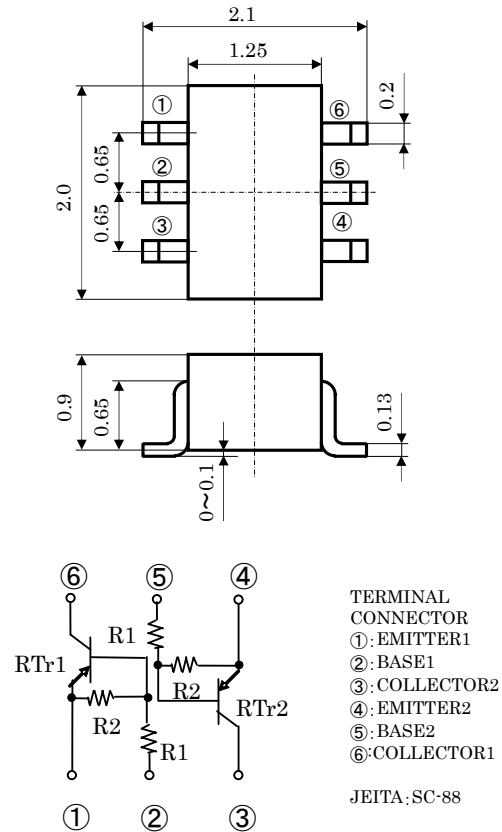 2.1
1.25
① ⑥
0.2
0.65
② ⑤
2.0
0.65
③ ④
0.9
0.65
0.13
0~0.1
⑥ ⑤ ④
R1
RTr1
R2
R2
RTr2
R1
① ② ③
TERMINAL
CONNECTOR
①: EMITTER1
②: BASE1
③: COLLECTOR2
④: EMITTER2
⑤: BASE2
⑥:COLLECTOR1
JEITA: SC-88